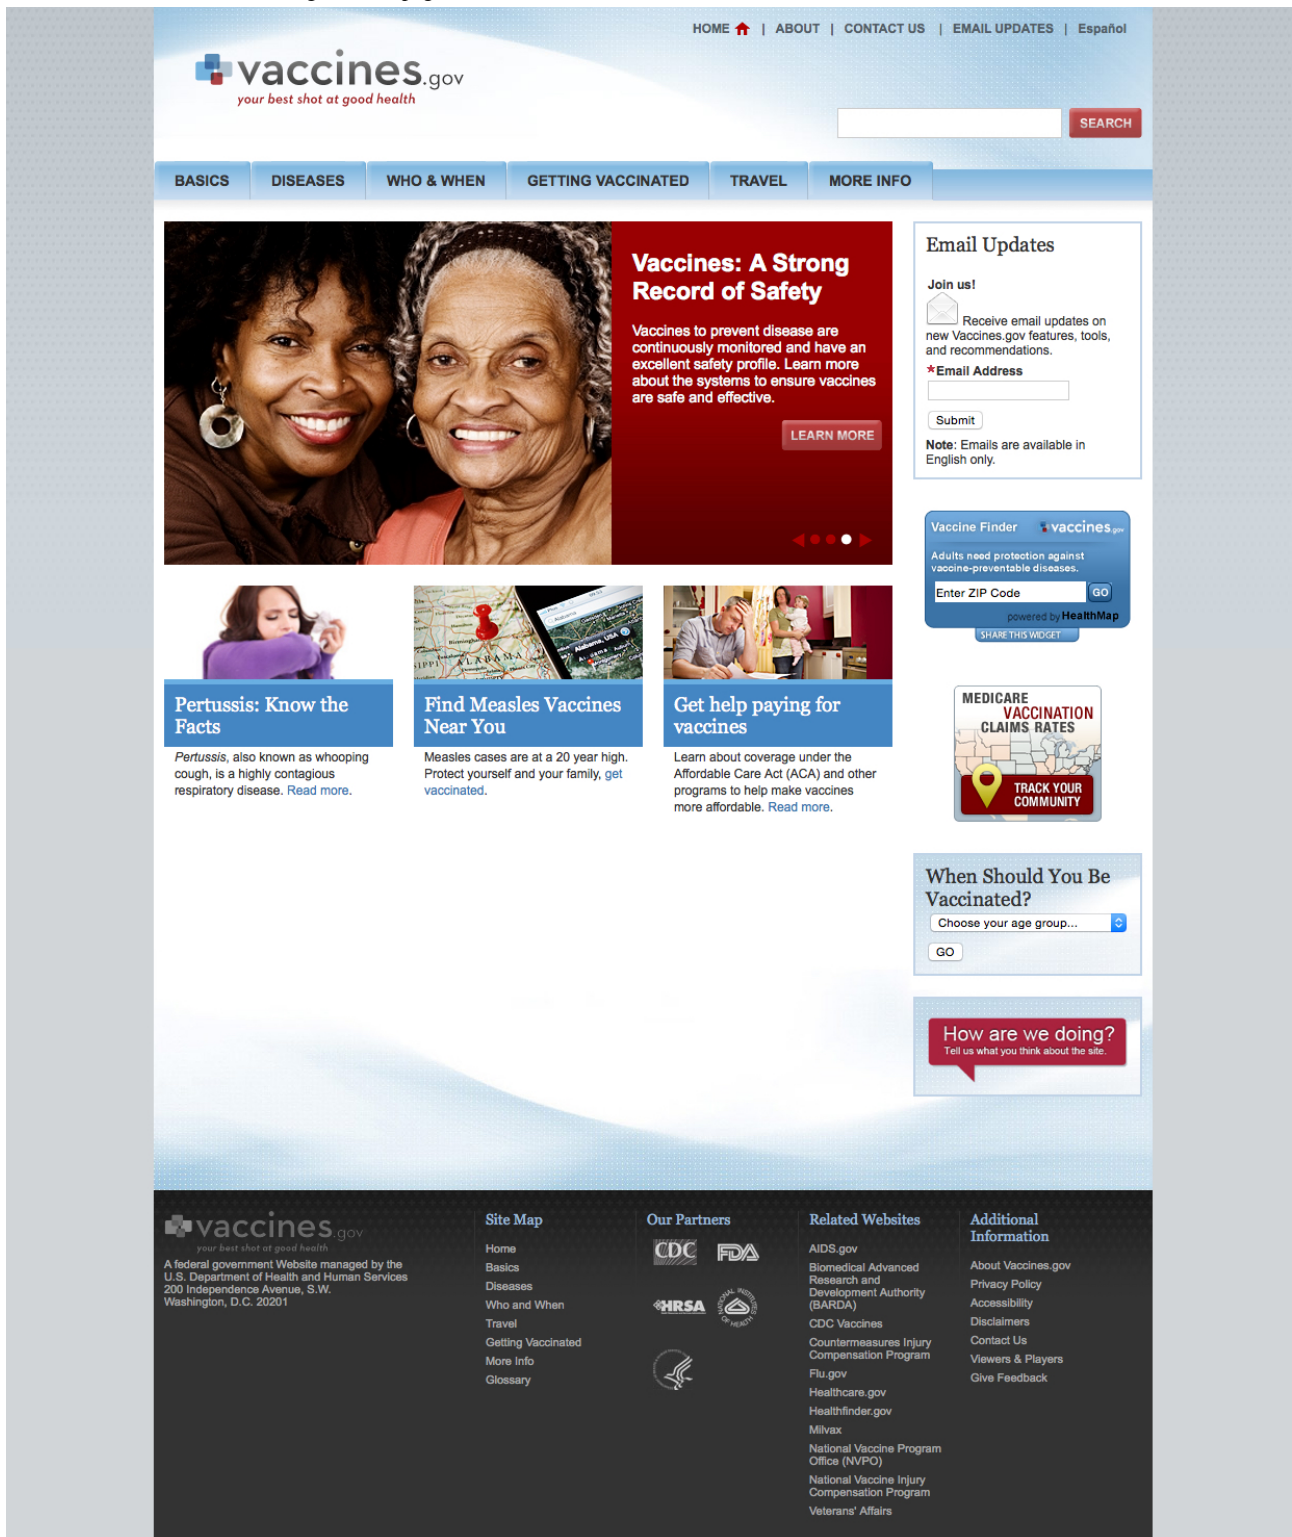 HOME | ABOUT | CONTACT US | EMAIL UPDATES | Español
vaccines.gov
your best shot at good health
SEARCH
BASICS DISEASES WHO & WHEN GETTING VACCINATED TRAVEL MORE INFO
Vaccines: A Strong
Record of Safety
Vaccines to prevent disease are
continuously monitored and have an
excellent safety profile. Learn more
about the systems to ensure vaccines
are safe and effective.
LEARN MORE
Email Updates
Join us!
Receive email updates on
new Vaccines.gov features, tools,
and recommendations.
*Email Address
Submit
Note: Emails are available in
English only.
Vaccine Finder vaccines.gov
Adults need protection against
vaccine-preventable diseases.
Enter ZIP Code GO
powered by HealthMap
SHARE THIS WIDGET
ALABAMA
Alabama, USA
Pertussis: Know the
Facts
Pertussis, also known as whooping
cough, is a highly contagious
respiratory disease. Read more.
Find Measles Vaccines
Near You
Measles cases are at a 20 year high.
Protect yourself and your family, get
vaccinated.
Get help paying for
vaccines
Learn about coverage under the
Affordable Care Act (ACA) and other
programs to help make vaccines
more affordable. Read more.
MEDICARE
VACCINATION
CLAIMS RATES
TRACK YOUR
COMMUNITY
When Should You Be
Vaccinated?
Choose your age group...
GO
How are we doing?
Tell us what you think about the site.
vaccines.gov
your best shot at good health
A federal government Website managed by the
U.S. Department of Health and Human Services
200 Independence Avenue, S.W.
Washington, D.C. 20201
Site Map
Home
Basics
Diseases
Who and When
Travel
Getting Vaccinated
More Info
Glossary
Our Partners
CDC FDA
HRSA
NATIONAL INSTITUTES OF HEALTH
Related Websites
AIDS.gov
Biomedical Advanced
Research and
Development Authority
(BARDA)
CDC Vaccines
Countermeasures Injury
Compensation Program
Flu.gov
Healthcare.gov
Healthfinder.gov
Milvax
National Vaccine Program
Office (NVPO)
National Vaccine Injury
Compensation Program
Veterans' Affairs
Additional
Information
About Vaccines.gov
Privacy Policy
Accessibility
Disclaimers
Contact Us
Viewers & Players
Give Feedback